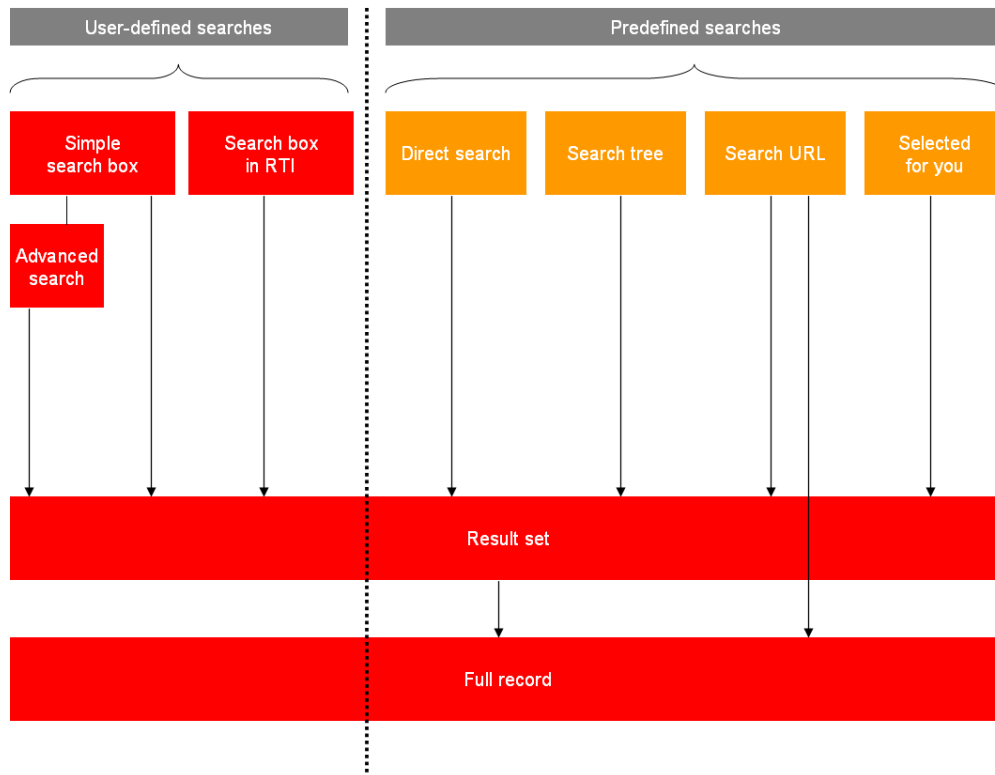 User-defined searches
Predefined searches
Simple
search box
Search box
in RTI
Direct search
Search tree
Search URL
Selected
for you
Advanced
search
Result set
Full record